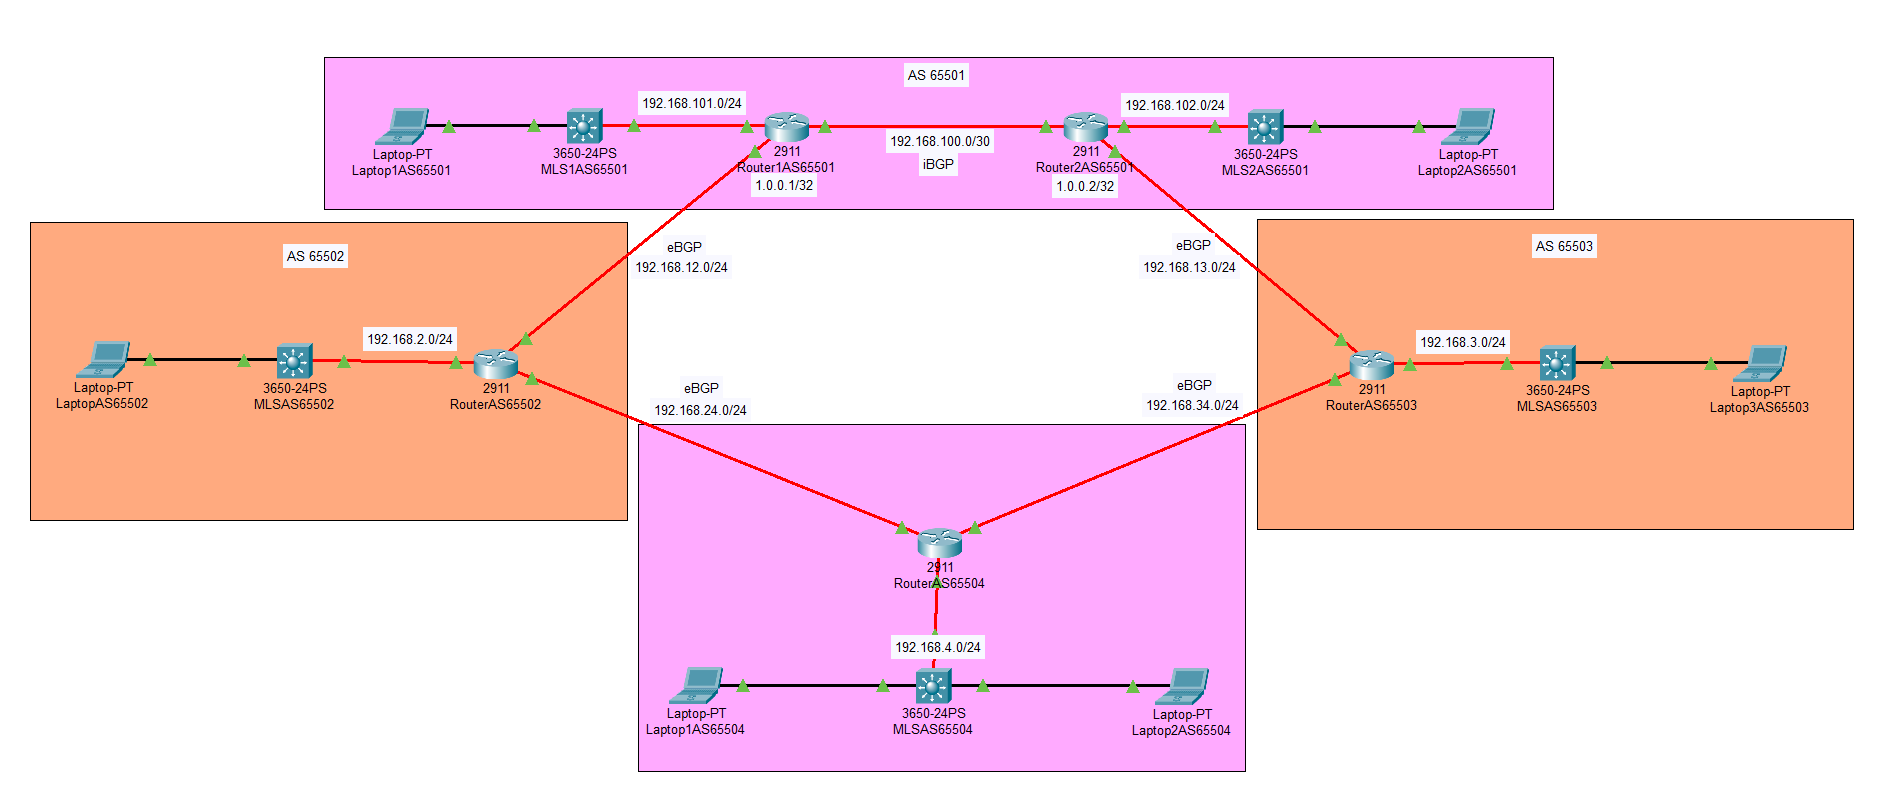 AS 65501
192.168.101.0/24
192.168.102.0/24
192.168.100.0/30
iBGP
Laptop-PT
Laptop1AS65501
3650-24PS
MLS1AS65501
2911
Router1AS65501
1.0.0.1/32
2911
Router2AS65501
1.0.0.2/32
3650-24PS
MLS2AS65501
Laptop-PT
Laptop2AS65501
eBGP
192.168.12.0/24
eBGP
192.168.13.0/24
AS 65502
192.168.2.0/24
Laptop-PT
LaptopAS65502
3650-24PS
MLSAS65502
2911
RouterAS65502
AS 65503
192.168.3.0/24
2911
RouterAS65503
3650-24PS
MLSAS65503
Laptop-PT
Laptop3AS65503
eBGP
192.168.24.0/24
eBGP
192.168.34.0/24
2911
RouterAS65504
192.168.4.0/24
Laptop-PT
Laptop1AS65504
3650-24PS
MLSAS65504
Laptop-PT
Laptop2AS65504